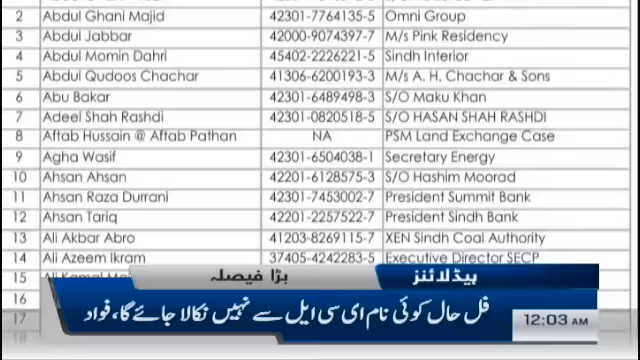 2 Abdul Ghani Majid 42301-7764135-5 Omni Group
3 Abdul Jabbar 42000-9074397-7 M/s Pink Residency
4 Abdul Momin Dahri 45402-2226221-5 Sindh Interior
5 Abdul Qudoos Chachar 41306-6200193-3 M/s A. H. Chachar & Sons
6 Abu Bakar 42301-6489498-3 S/O Maku Khan
7 Adeel Shah Rashdi 42301-0820518-5 S/O HASAN SHAH RASHDI
8 Aftab Hussain @ Aftab Pathan NA PSM Land Exchange Case
9 Agha Wasif 42301-6504038-1 Secretary Energy
10 Ahsan Ahsan 42201-6128575-3 S/O Hashim Moorad
11 Ahsan Raza Durrani 42301-7453002-7 President Summit Bank
12 Ahsan Tariq 42201-2257522-7 President Sindh Bank
13 Ali Akbar Abro 41203-8269115-7 XEN Sindh Coal Authority
14 Ali Azeem Ikram 37405-4242283-5 Executive Director SECP
15 Ali Kamal
16
ہیڈلائنز بڑا فیصلہ
17 فل حال کوئی نام ای سی ایل سے نہیں نکالا جائے گا، فواد 12:03 AM